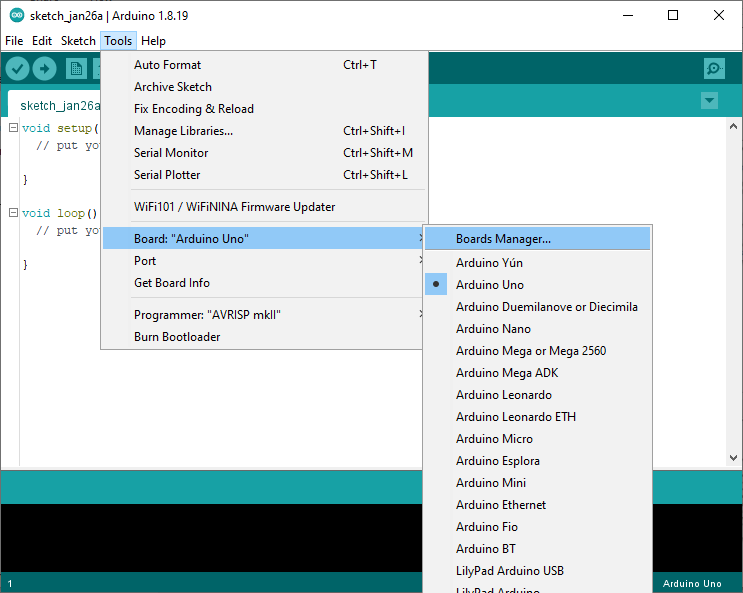 sketch_jan26a | Arduino 1.8.19
File Edit Sketch Tools Help
sketch_jan26a
void setup(
// put yo
}
void loop()
// put yo
}
Auto Format Ctrl+T
Archive Sketch
Fix Encoding & Reload
Manage Libraries... Ctrl+Shift+I
Serial Monitor Ctrl+Shift+M
Serial Plotter Ctrl+Shift+L
WiFi101 / WiFiNINA Firmware Updater
Board: "Arduino Uno"
Port
Get Board Info
Programmer: "AVRISP mkII"
Burn Bootloader
Boards Manager...
Arduino Yún
Arduino Uno
Arduino Duemilanove or Diecimila
Arduino Nano
Arduino Mega or Mega 2560
Arduino Mega ADK
Arduino Leonardo
Arduino Leonardo ETH
Arduino Micro
Arduino Esplora
Arduino Mini
Arduino Ethernet
Arduino Fio
Arduino BT
LilyPad Arduino USB
LilyPad Arduino
1
Arduino Uno